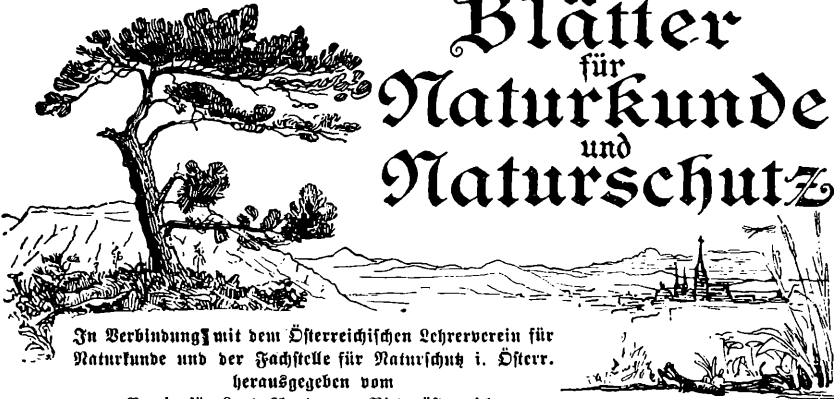 Blätter
für
Naturkunde
und
Naturschutz
In Verbindung mit dem Österreichischen Lehrerverein für
Naturkunde und der Fachstelle für Naturschutz i. Österr.
herausgegeben vom